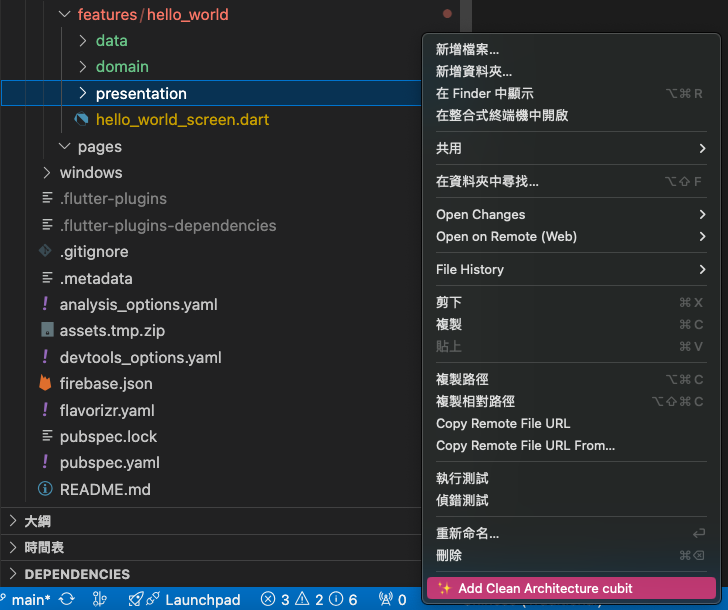 features / hello_world
data
domain
presentation
hello_world_screen.dart
pages
windows
.flutter-plugins
.flutter-plugins-dependencies
.gitignore
.metadata
analysis_options.yaml
assets.tmp.zip
devtools_options.yaml
firebase.json
flavorizr.yaml
pubspec.lock
pubspec.yaml
README.md
大綱
時間表
DEPENDENCIES
main* Launchpad 3 2 6 0
新增檔案...
新增資料夾...
在 Finder 中顯示 ⌥⌘R
在整合式終端機中開啟
共用
在資料夾中尋找... ⌥⇧F
Open Changes
Open on Remote (Web)
File History
剪下 ⌘X
複製 ⌘C
貼上 ⌘V
複製路徑 ⌥⌘C
複製相對路徑 ⌥⇧⌘C
Copy Remote File URL
Copy Remote File URL From...
執行測試
偵錯測試
重新命名... ↩
刪除 ⌘⌫
✨ Add Clean Architecture cubit